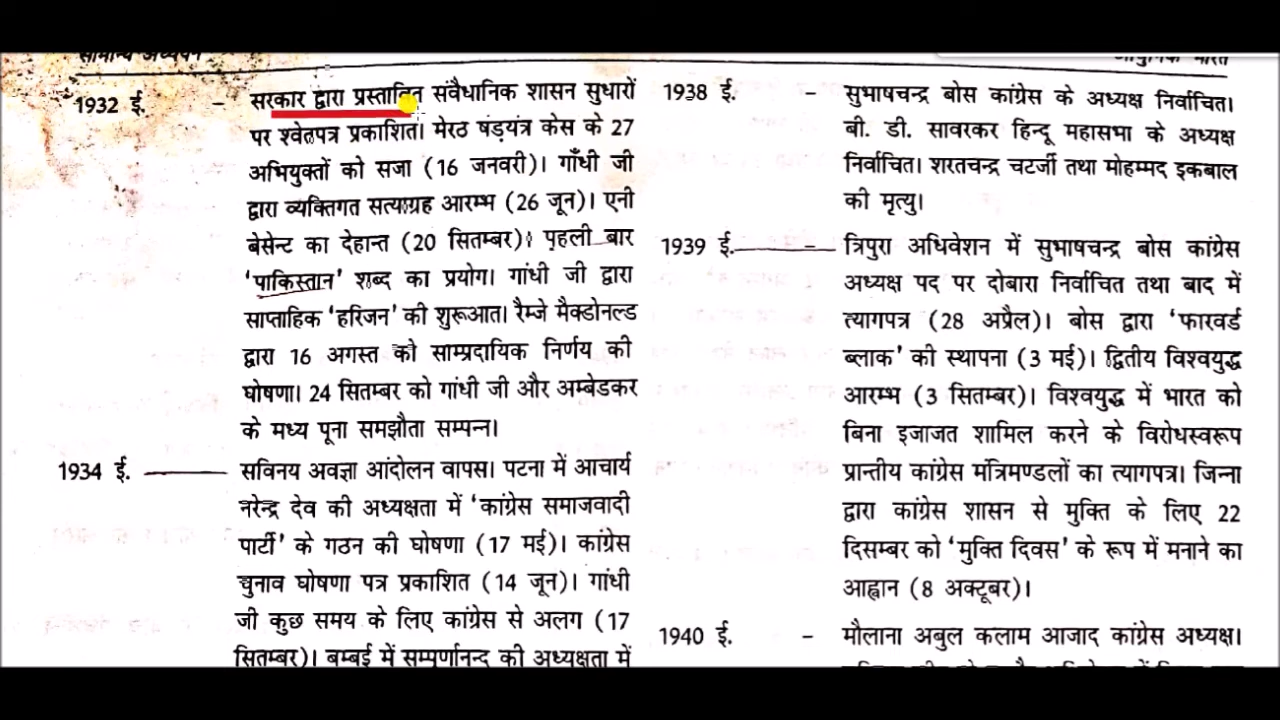 सामान्य अध्ययन
आधुनिक भारत
1932 ई. - सरकार द्वारा प्रस्तावित संवैधानिक शासन सुधारों
पर श्वेतपत्र प्रकाशित। मेरठ षड़यंत्र केस के 27
अभियुक्तों को सजा (16 जनवरी)। गाँधी जी
द्वारा व्यक्तिगत सत्याग्रह आरम्भ (26 जून)। एनी
बेसेन्ट का देहान्त (20 सितम्बर)। पहली बार
'पाकिस्तान' शब्द का प्रयोग। गांधी जी द्वारा
साप्ताहिक 'हरिजन' की शुरूआत। रैम्जे मैक्डोनल्ड
द्वारा 16 अगस्त को साम्प्रदायिक निर्णय की
घोषणा। 24 सितम्बर को गांधी जी और अम्बेडकर
के मध्य पूना समझौता सम्पन्न।
1934 ई. - सविनय अवज्ञा आंदोलन वापस। पटना में आचार्य
नरेन्द्र देव की अध्यक्षता में 'कांग्रेस समाजवादी
पार्टी' के गठन की घोषणा (17 मई)। कांग्रेस
चुनाव घोषणा पत्र प्रकाशित (14 जून)। गांधी
जी कुछ समय के लिए कांग्रेस से अलग (17
सितम्बर)। बम्बई में सम्पूर्णानन्द की अध्यक्षता में
1938 ई. - सुभाषचन्द्र बोस कांग्रेस के अध्यक्ष निर्वाचित।
बी. डी. सावरकर हिन्दू महासभा के अध्यक्ष
निर्वाचित। शरतचन्द्र चटर्जी तथा मोहम्मद इकबाल
की मृत्यु।
1939 ई. - त्रिपुरा अधिवेशन में सुभाषचन्द्र बोस कांग्रेस
अध्यक्ष पद पर दोबारा निर्वाचित तथा बाद में
त्यागपत्र (28 अप्रैल)। बोस द्वारा 'फारवर्ड
ब्लाक' की स्थापना (3 मई)। द्वितीय विश्वयुद्ध
आरम्भ (3 सितम्बर)। विश्वयुद्ध में भारत को
बिना इजाजत शामिल करने के विरोधस्वरूप
प्रान्तीय कांग्रेस मंत्रिमण्डलों का त्यागपत्र। जिन्ना
द्वारा कांग्रेस शासन से मुक्ति के लिए 22
दिसम्बर को 'मुक्ति दिवस' के रूप में मनाने का
आह्वान (8 अक्टूबर)।
1940 ई. - मौलाना अबुल कलाम आजाद कांग्रेस अध्यक्ष।